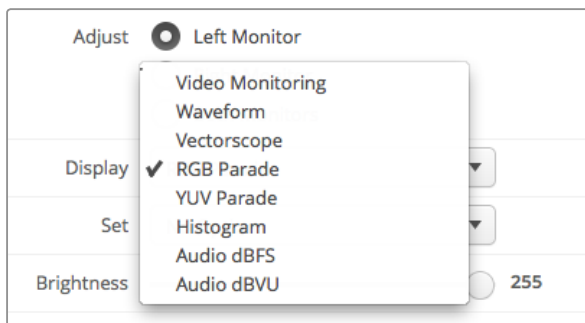 Adjust Left Monitor
Video Monitoring
Waveform
Vectorscope
Display ✓ RGB Parade
YUV Parade
Set Histogram
Audio dBFS
Brightness Audio dBVU 255